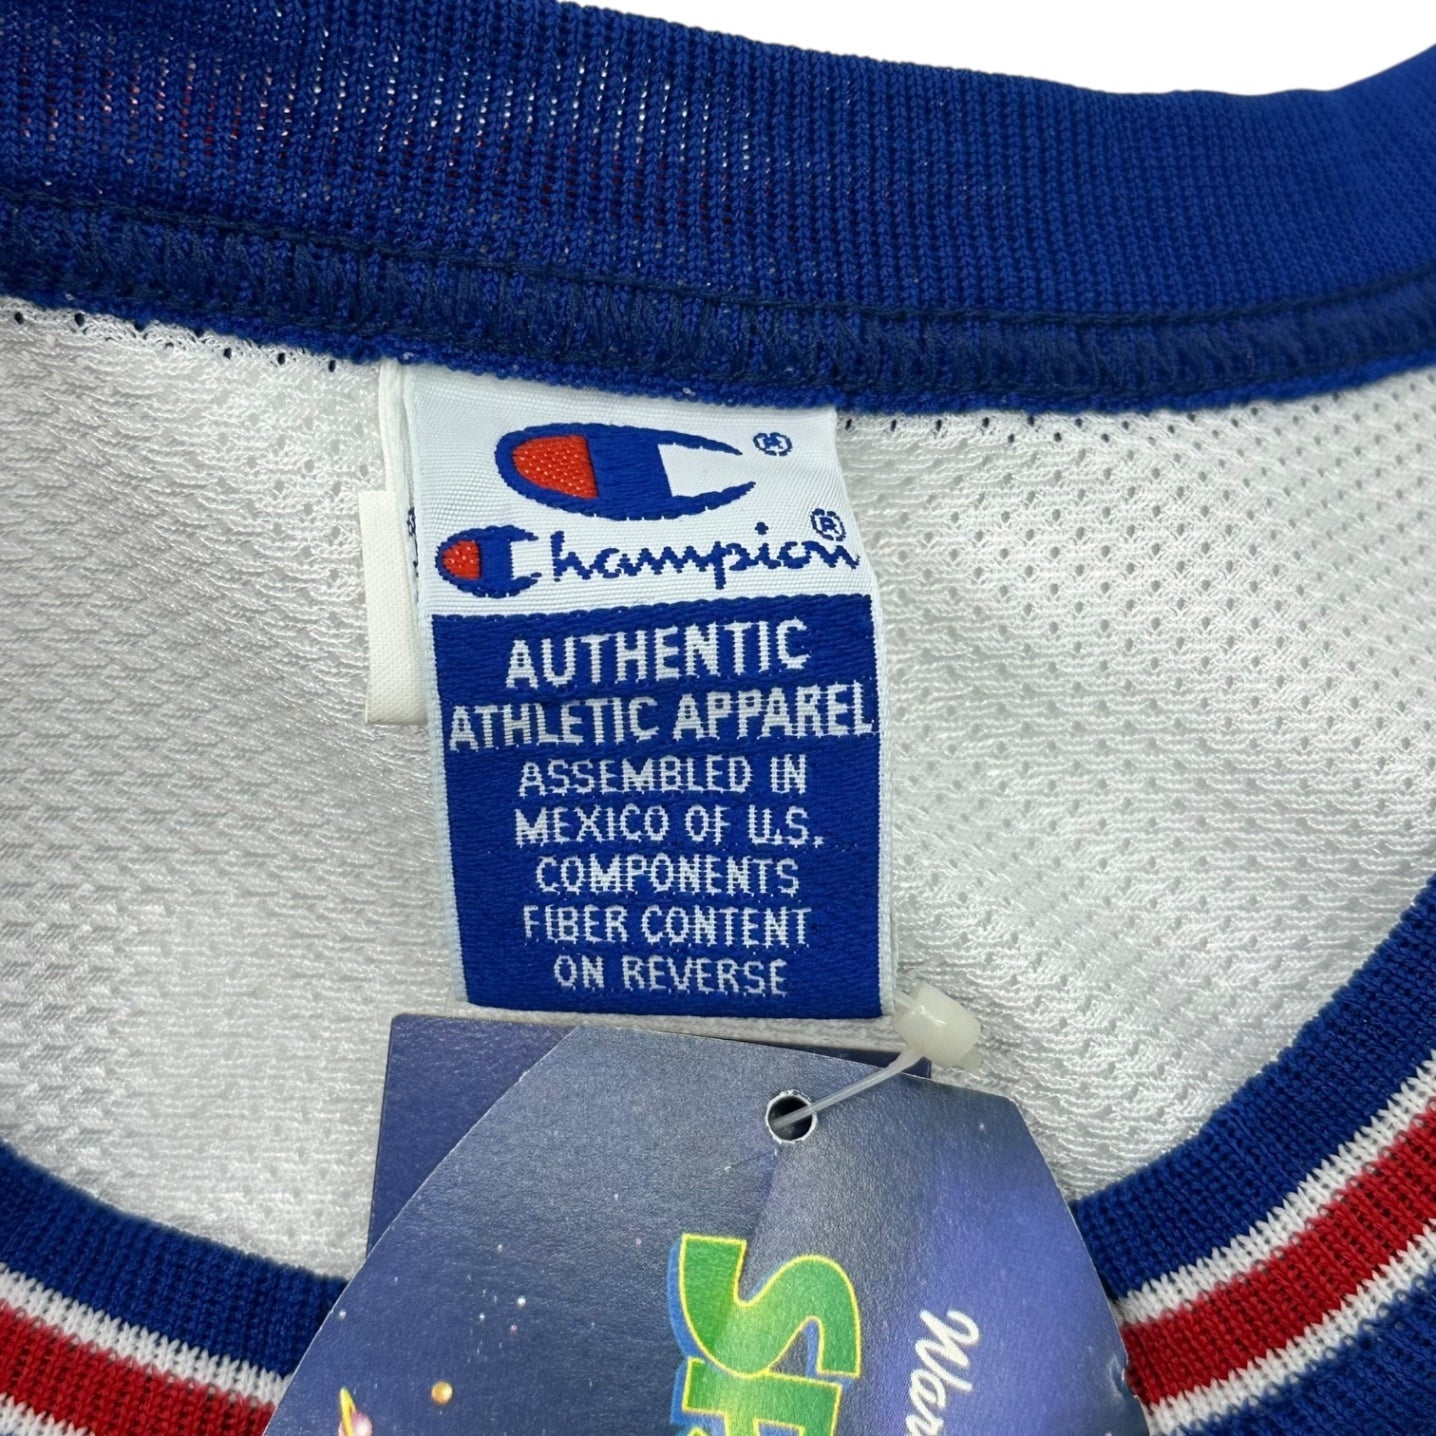 ®
Champion®
AUTHENTIC
ATHLETIC APPAREL
ASSEMBLED IN
MEXICO OF U.S.
COMPONENTS
FIBER CONTENT
ON REVERSE